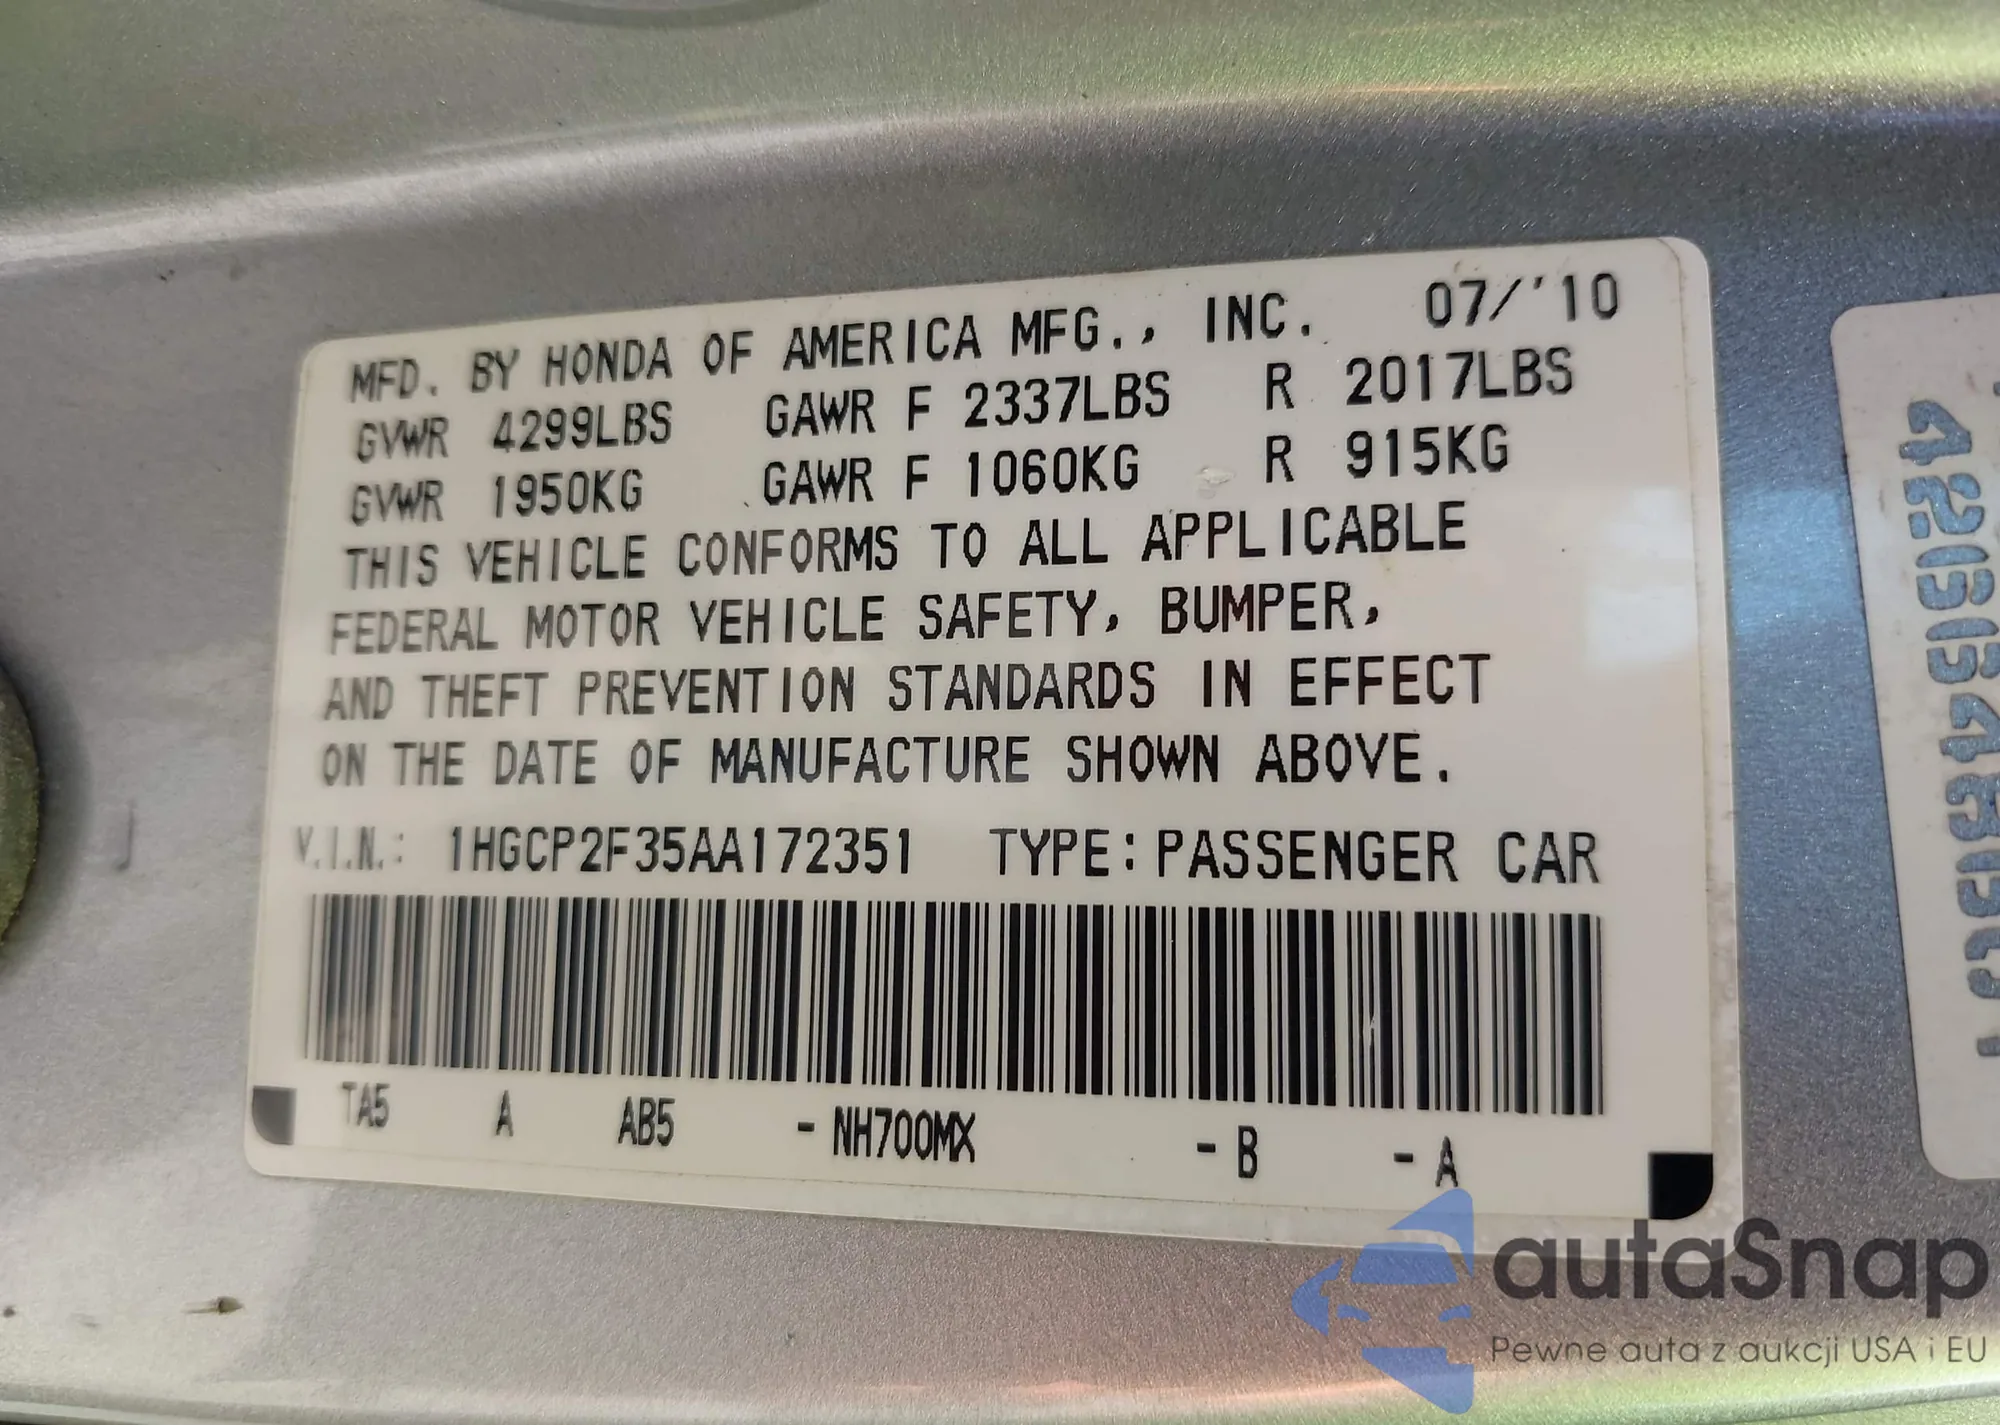 MFD. BY HONDA OF AMERICA MFG., INC. 07/'10
GVWR 4299LBS GAWR F 2337LBS R 2017LBS
GVWR 1950KG GAWR F 1060KG R 915KG
THIS VEHICLE CONFORMS TO ALL APPLICABLE
FEDERAL MOTOR VEHICLE SAFETY, BUMPER,
AND THEFT PREVENTION STANDARDS IN EFFECT
ON THE DATE OF MANUFACTURE SHOWN ABOVE.
V.I.N.: 1HGCP2F35AA172351 TYPE: PASSENGER CAR
TA5 A AB5 - NH700MX - B - A
autaSnap
Pewne auta z aukcji USA i EU